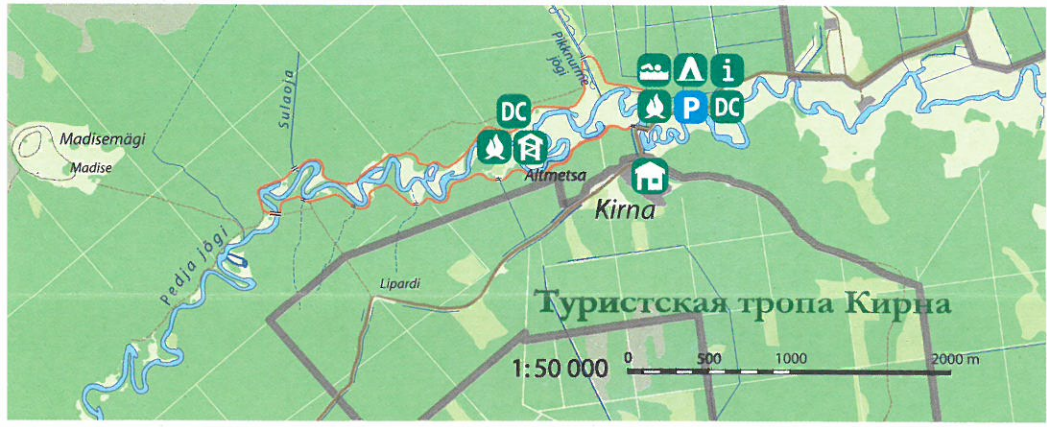 Pikknurme
jõgi
Sulaoja
i
P
DC
DC
Madisemägi
Madise
Altmetsa
Kirna
Pedja jõgi
Lipardi
Туристская тропа Кирна
1:50 000
0 500 1000 2000 m